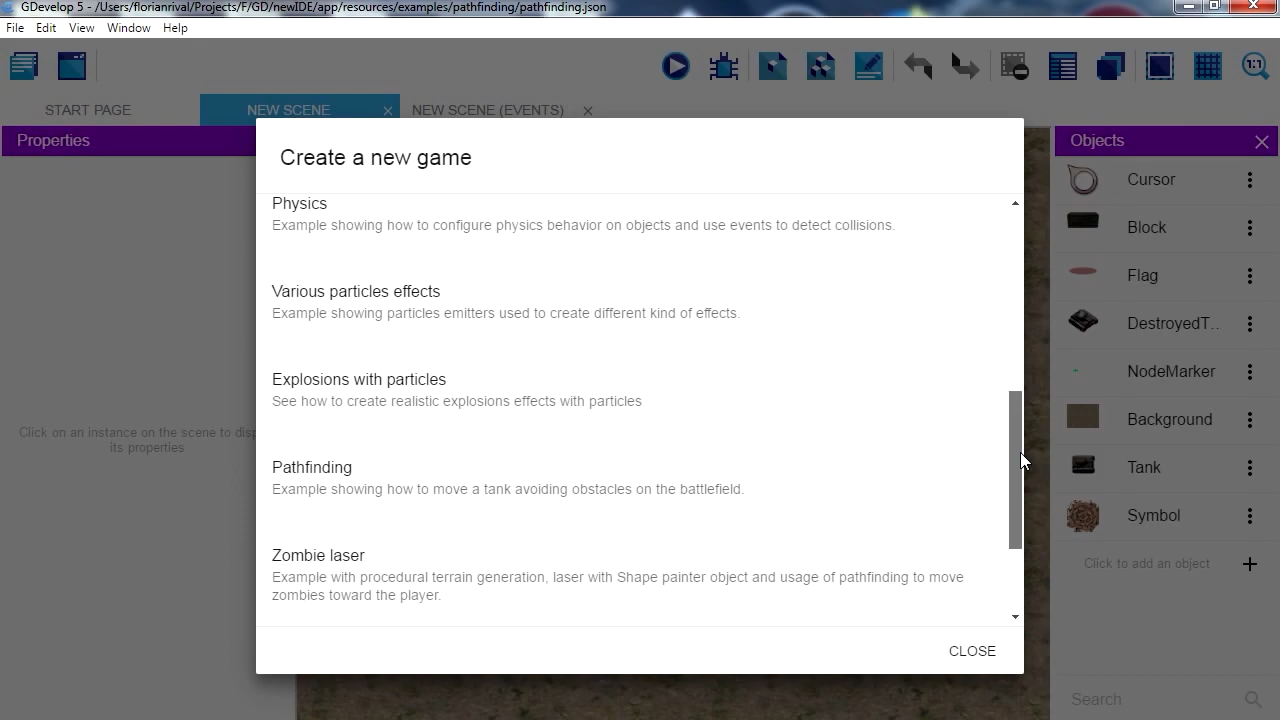 GDevelop 5 - /Users/florianrival/Projects/F/GD/newIDE/app/resources/examples/pathfinding/pathfinding.json
File Edit View Window Help
1:1
START PAGE NEW SCENE NEW SCENE (EVENTS)
Properties
Click on an instance on the scene to disp
its properties
Create a new game
Physics
Example showing how to configure physics behavior on objects and use events to detect collisions.
Various particles effects
Example showing particles emitters used to create different kind of effects.
Explosions with particles
See how to create realistic explosions effects with particles
Pathfinding
Example showing how to move a tank avoiding obstacles on the battlefield.
Zombie laser
Example with procedural terrain generation, laser with Shape painter object and usage of pathfinding to move
zombies toward the player.
CLOSE
Objects
Cursor
Block
Flag
DestroyedT...
NodeMarker
Background
Tank
Symbol
Click to add an object
Search